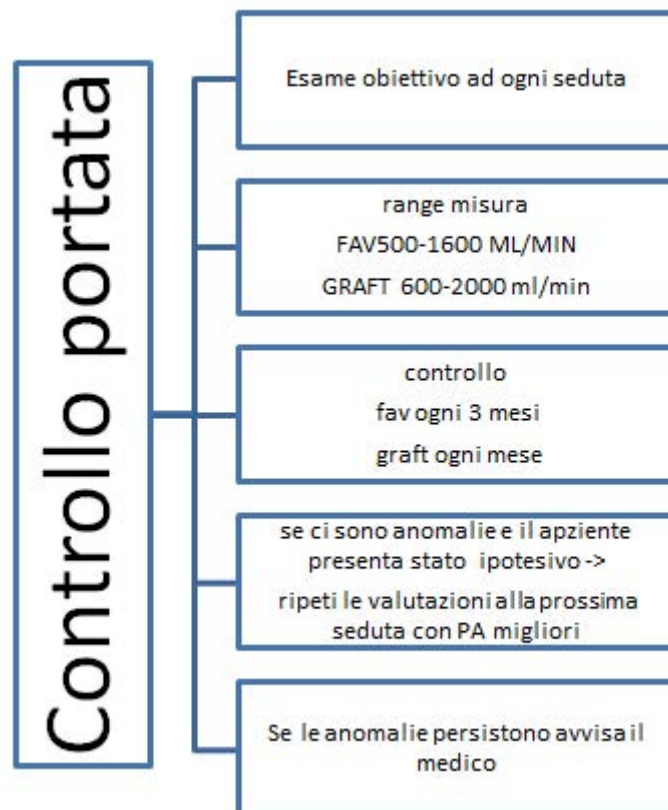 Controllo portata
Esame obiettivo ad ogni seduta
range misura
FAV500-1600 ML/MIN
GRAFT 600-2000 ml/min
controllo
fav ogni 3 mesi
graft ogni mese
se ci sono anomalie e il apziente
presenta stato ipotesivo ->
ripeti le valutazioni alla prossima
seduta con PA migliori
Se le anomalie persistono avvisa il
medico